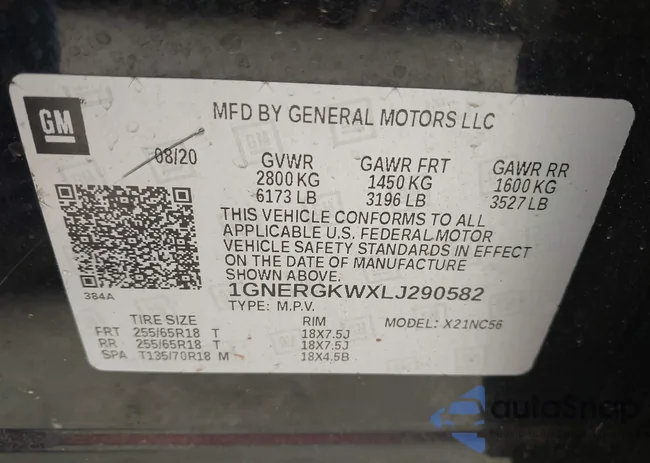 GM
MFD BY GENERAL MOTORS LLC
08/20
GVWR GAWR FRT GAWR RR
2800 KG 1450 KG 1600 KG
6173 LB 3196 LB 3527 LB
THIS VEHICLE CONFORMS TO ALL
APPLICABLE U.S. FEDERAL MOTOR
VEHICLE SAFETY STANDARDS IN EFFECT
ON THE DATE OF MANUFACTURE
SHOWN ABOVE.
384A
1GNERGKWXLJ290582
TYPE: M.P.V.
TIRE SIZE RIM MODEL: X21NC56
FRT 255/65R18 T 18X7.5J
RR 255/65R18 T 18X7.5J
SPA T135/70R18 M 18X4.5B
autoSnap